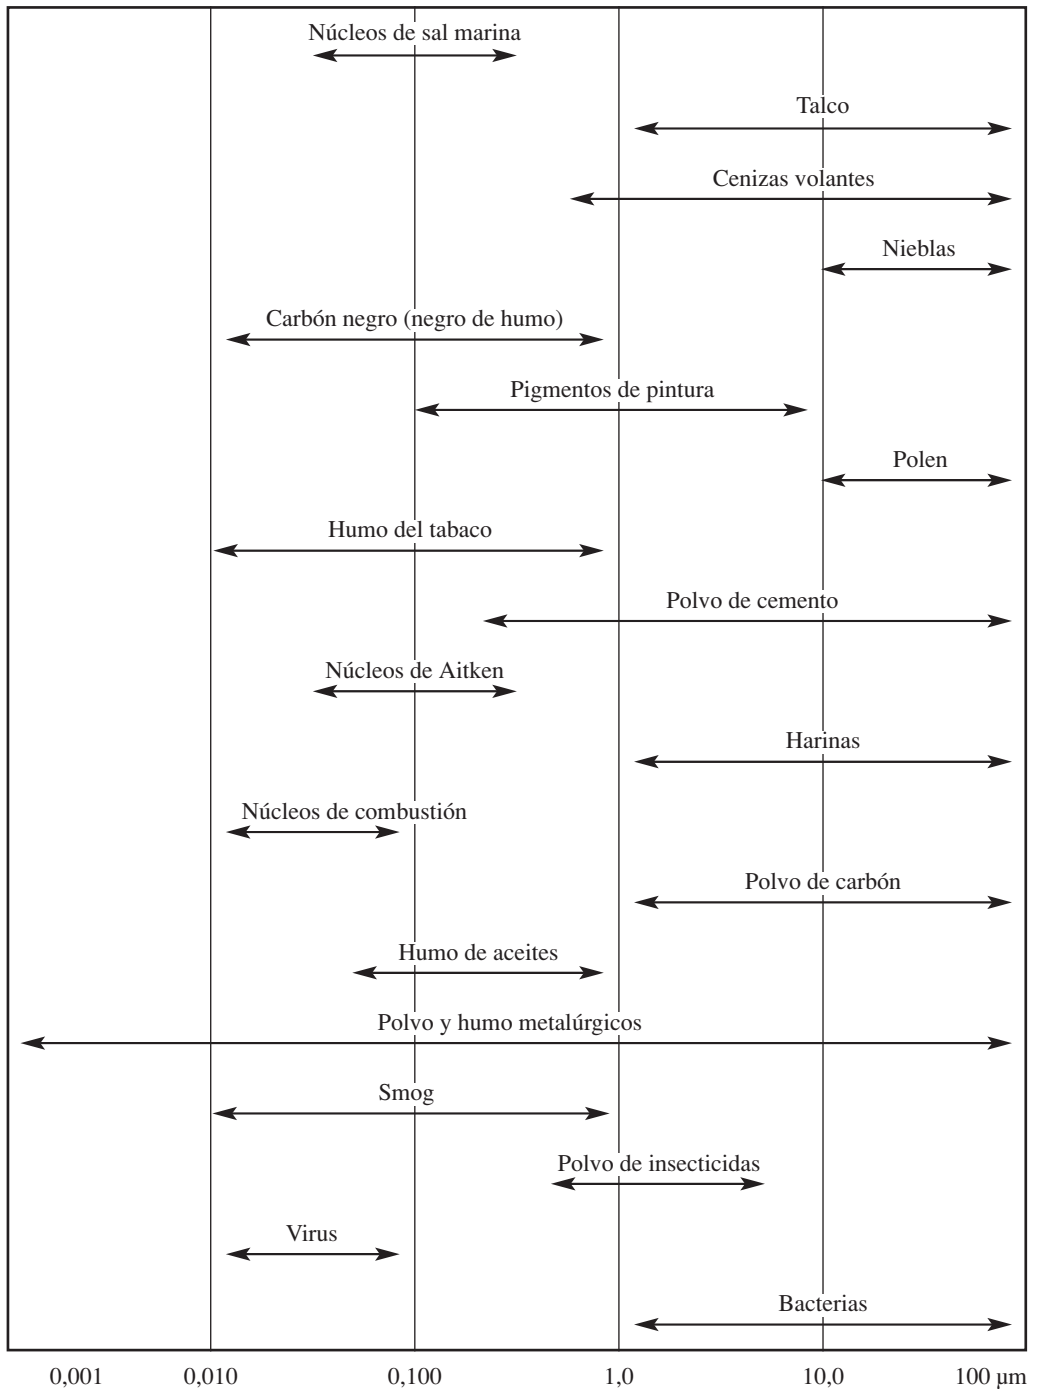 Núcleos de sal marina
Talco
Cenizas volantes
Nieblas
Carbón negro (negro de humo)
Pigmentos de pintura
Polen
Humo del tabaco
Polvo de cemento
Núcleos de Aitken
Harinas
Núcleos de combustión
Polvo de carbón
Humo de aceites
Polvo y humo metalúrgicos
Smog
Polvo de insecticidas
Virus
Bacterias
0,001 0,010 0,100 1,0 10,0 100 µm